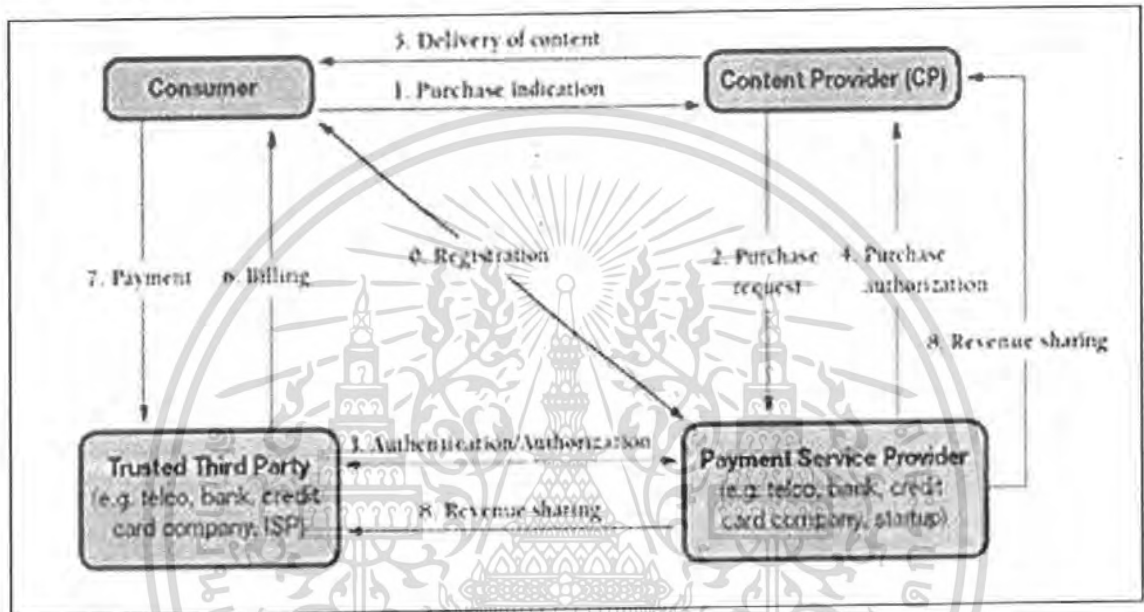 5. Delivery of content
Consumer
Content Provider (CP)
1. Purchase indication
0. Registration
2. Purchase
request
4. Purchase
authorization
7. Payment
6. Billing
8. Revenue sharing
3. Authentication/Authorization
Trusted Third Party
(e.g. telco, bank, credit
card company, ISP)
Payment Service Provider
(e.g. telco, bank, credit
card company, startup)
8. Revenue sharing